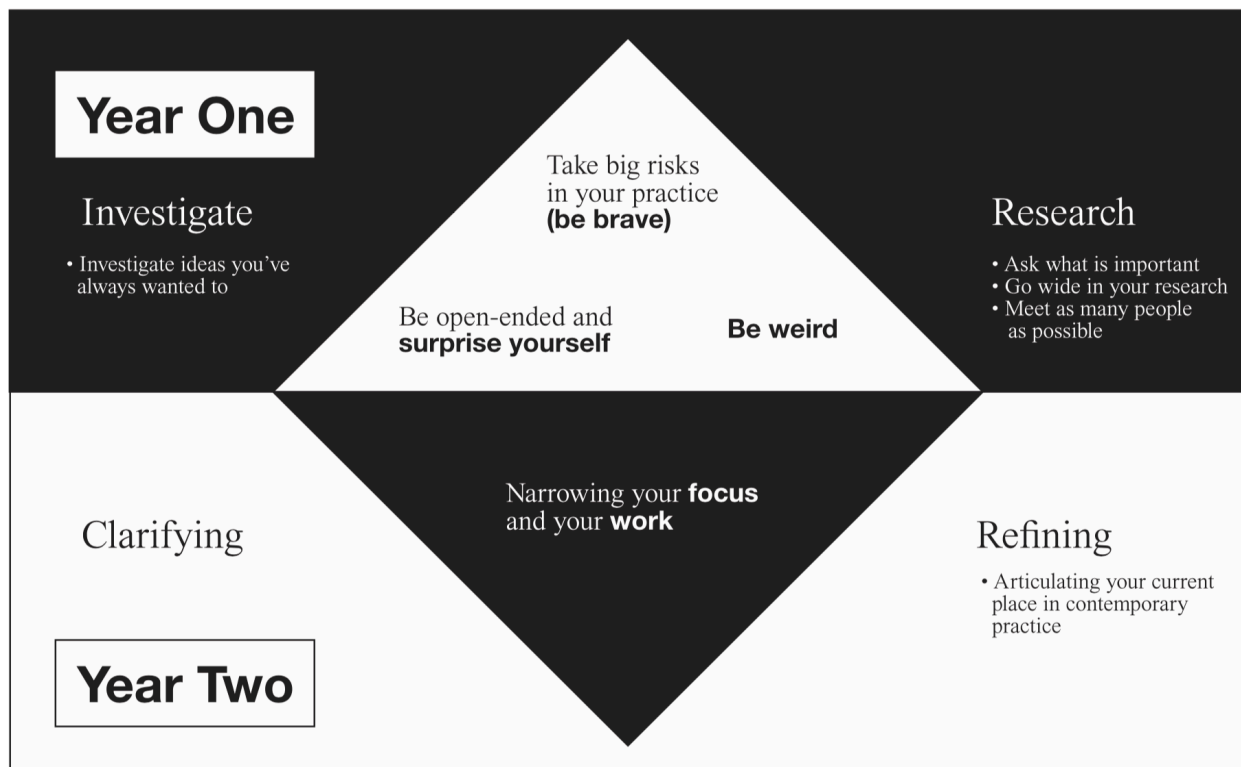 Year One
Investigate
• Investigate ideas you've
always wanted to
Take big risks
in your practice
(be brave)
Be open-ended and
surprise yourself
Be weird
Research
• Ask what is important
• Go wide in your research
• Meet as many people
as possible
Clarifying
Narrowing your focus
and your work
Refining
• Articulating your current
place in contemporary
practice
Year Two